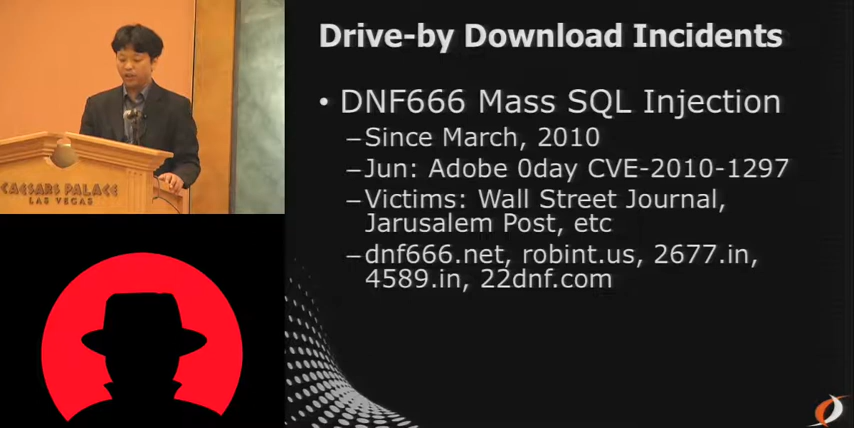 Drive-by Download Incidents
• DNF666 Mass SQL Injection
–Since March, 2010
–Jun: Adobe 0day CVE-2010-1297
–Victims: Wall Street Journal,
Jarusalem Post, etc
–dnf666.net, robint.us, 2677.in,
4589.in, 22dnf.com
CAESARS PALACE
LAS VEGAS